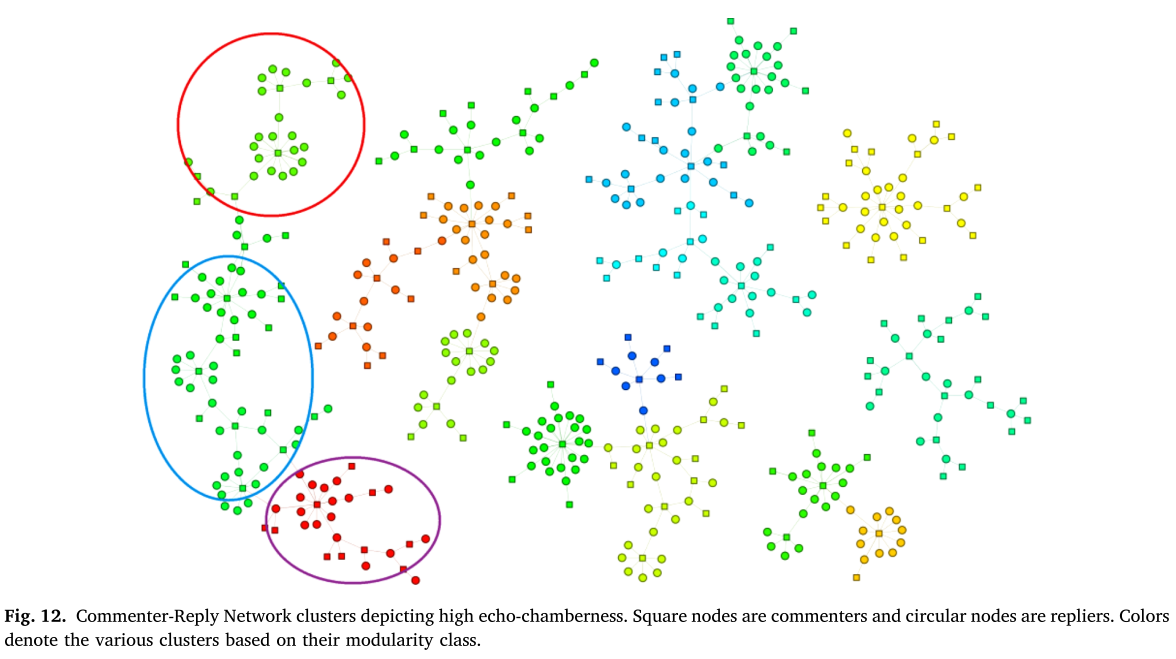 Fig. 12. Commenter-Reply Network clusters depicting high echo-chamberness. Square nodes are commenters and circular nodes are repliers. Colors
denote the various clusters based on their modularity class.